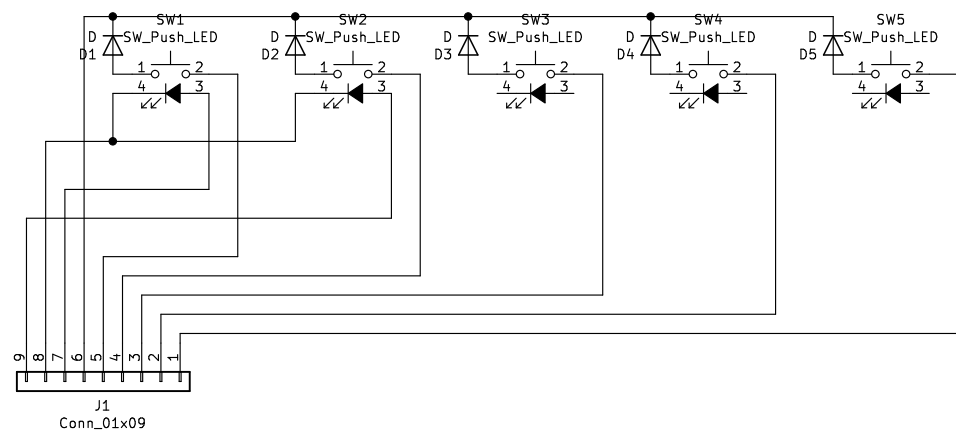 SW1 SW2 SW3 SW4 SW5
D SW_Push_LED D SW_Push_LED D SW_Push_LED D SW_Push_LED D SW_Push_LED
D1 D2 D3 D4 D5
1 2 1 2 1 2 1 2 1 2
4 3 4 3 4 3 4 3 4 3
9 8 7 6 5 4 3 2 1
J1
Conn_01x09